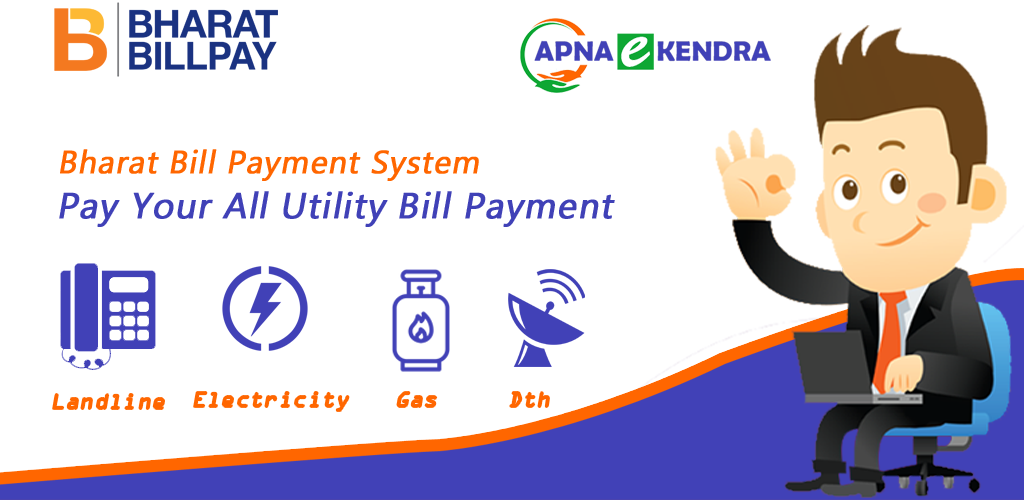 BHARAT
BILLPAY
APNA e KENDRA
Bharat Bill Payment System
Pay Your All Utility Bill Payment
Landline Electricity Gas Dth